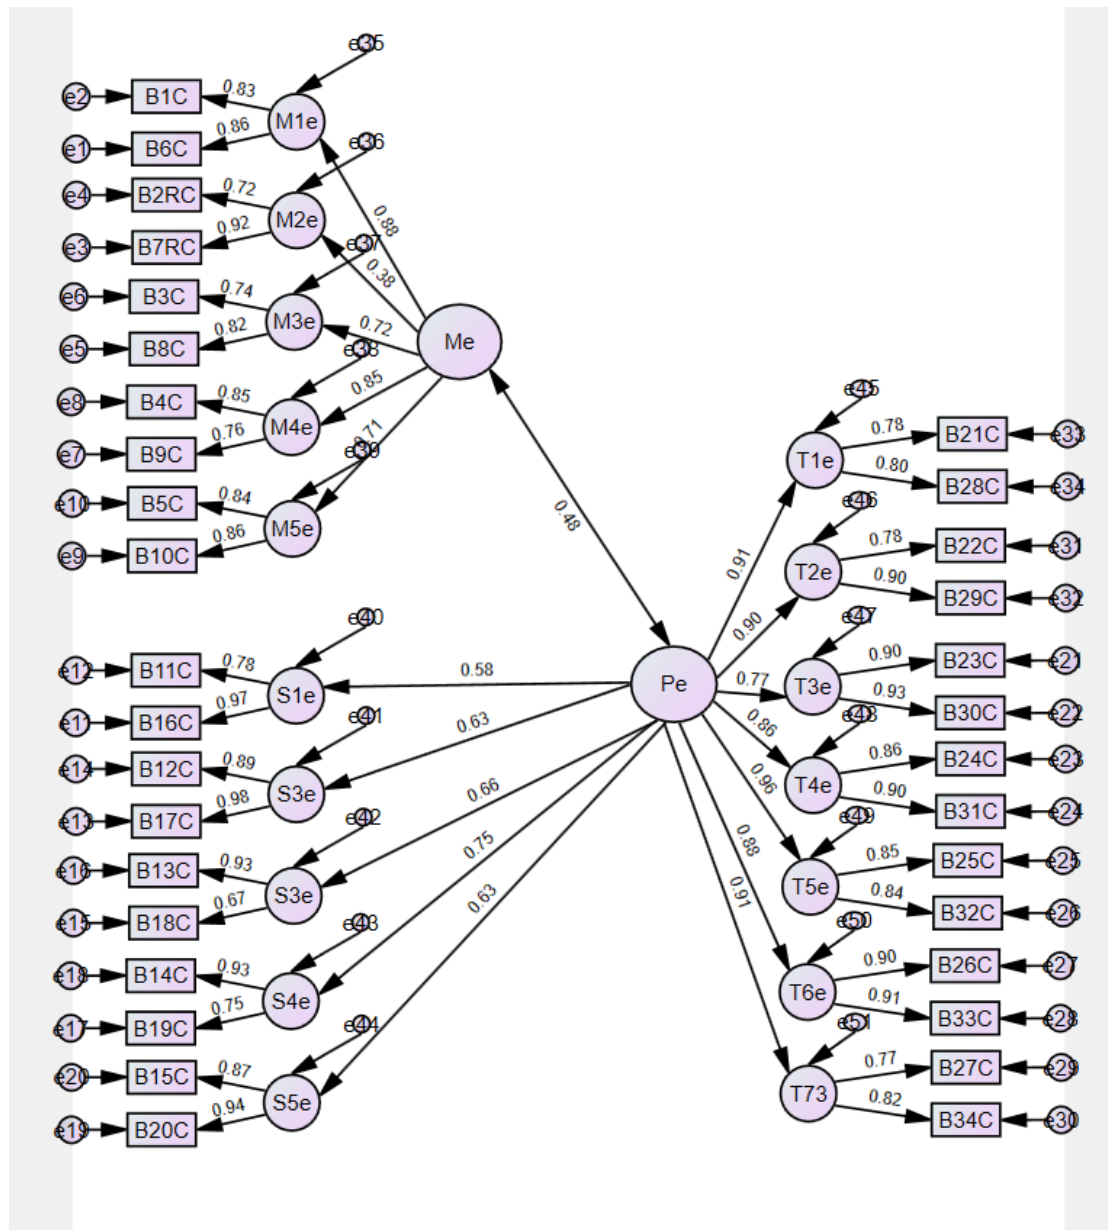 e35
e2 B1C 0.83 M1e
e1 B6C 0.86
e36
e4 B2RC 0.72 M2e
e3 B7RC 0.92
0.88
e37
0.38
e6 B3C 0.74 M3e
e5 B8C 0.82
0.72
Me
e38
e8 B4C 0.85 M4e
e7 B9C 0.76
0.85
0.71
e39
e10 B5C 0.84 M5e
e9 B10C 0.86
0.48
e40
e12 B11C 0.78 S1e
e11 B16C 0.97
0.58
Pe
e41
e14 B12C 0.89 S3e
e13 B17C 0.98
0.63
e42
e16 B13C 0.93 S3e
e15 B18C 0.67
0.66
e43
e18 B14C 0.93 S4e
e17 B19C 0.75
0.75
e44
e20 B15C 0.87 S5e
e19 B20C 0.94
0.63
e45
T1e 0.78 B21C e33
0.80 B28C e34
0.91
e46
T2e 0.78 B22C e31
0.90 B29C e32
0.90
e47
T3e 0.90 B23C e21
0.93 B30C e22
0.77
e48
T4e 0.86 B24C e23
0.90 B31C e24
0.86
e49
T5e 0.85 B25C e25
0.84 B32C e26
0.96
e50
T6e 0.90 B26C e27
0.91 B33C e28
0.88
e51
T73 0.77 B27C e29
0.82 B34C e30
0.91